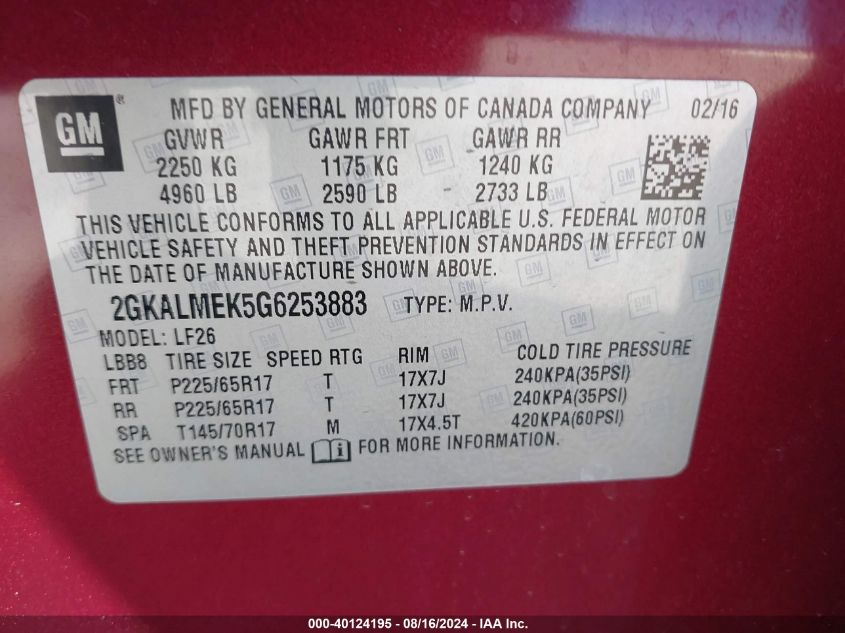 GM ® MFD BY GENERAL MOTORS OF CANADA COMPANY 02/16
GVWR GAWR FRT GAWR RR
2250 KG 1175 KG 1240 KG
4960 LB 2590 LB 2733 LB
THIS VEHICLE CONFORMS TO ALL APPLICABLE U.S. FEDERAL MOTOR
VEHICLE SAFETY AND THEFT PREVENTION STANDARDS IN EFFECT ON
THE DATE OF MANUFACTURE SHOWN ABOVE.
2GKALMEK5G6253883 TYPE: M.P.V.
MODEL: LF26
LBB8 TIRE SIZE SPEED RTG RIM COLD TIRE PRESSURE
FRT P225/65R17 T 17X7J 240KPA(35PSI)
RR P225/65R17 T 17X7J 240KPA(35PSI)
SPA T145/70R17 M 17X4.5T 420KPA(60PSI)
SEE OWNER'S MANUAL i FOR MORE INFORMATION.
000-40124195 - 08/16/2024 - IAA Inc.